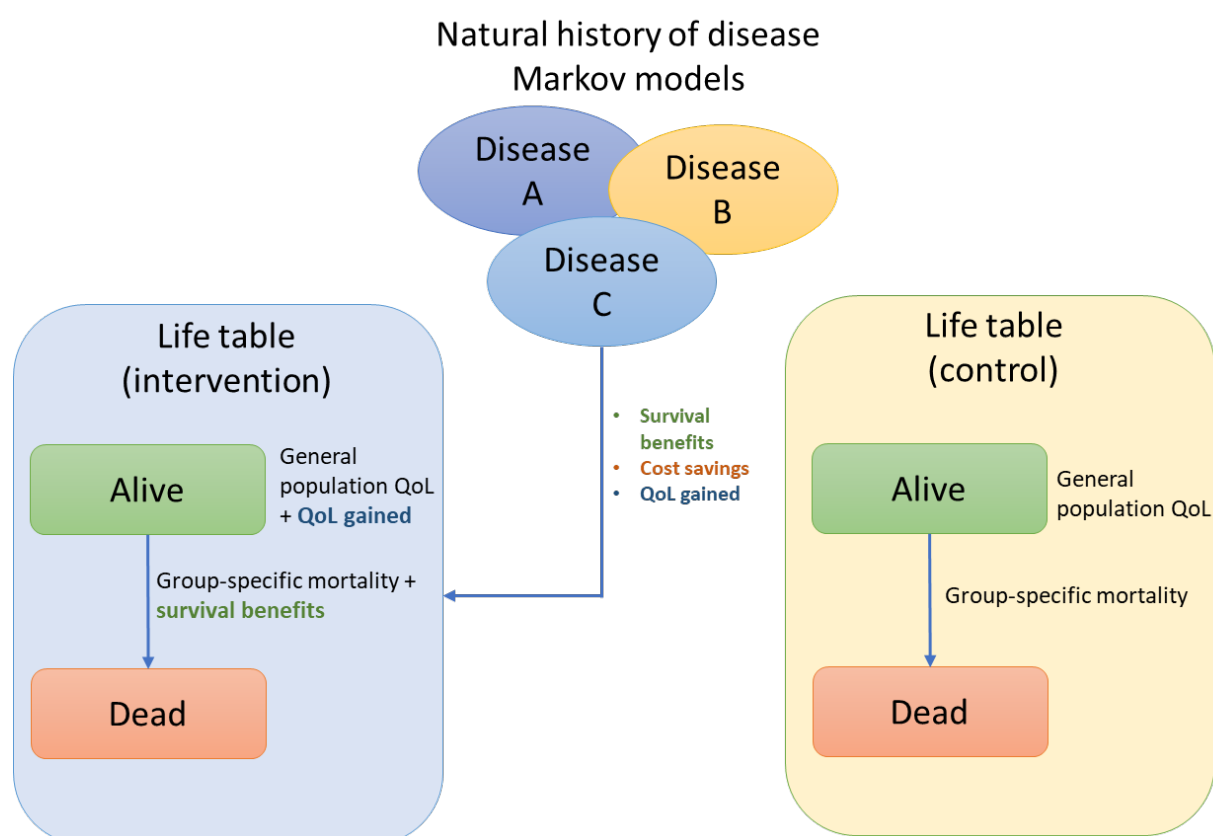 Natural history of disease
Markov models
Disease
A
Disease
B
Disease
C
Life table
(intervention)
Alive
General
population QoL
+ QoL gained
Group-specific mortality +
survival benefits
Dead
• Survival
benefits
• Cost savings
• QoL gained
Life table
(control)
Alive
General
population QoL
Group-specific mortality
Dead